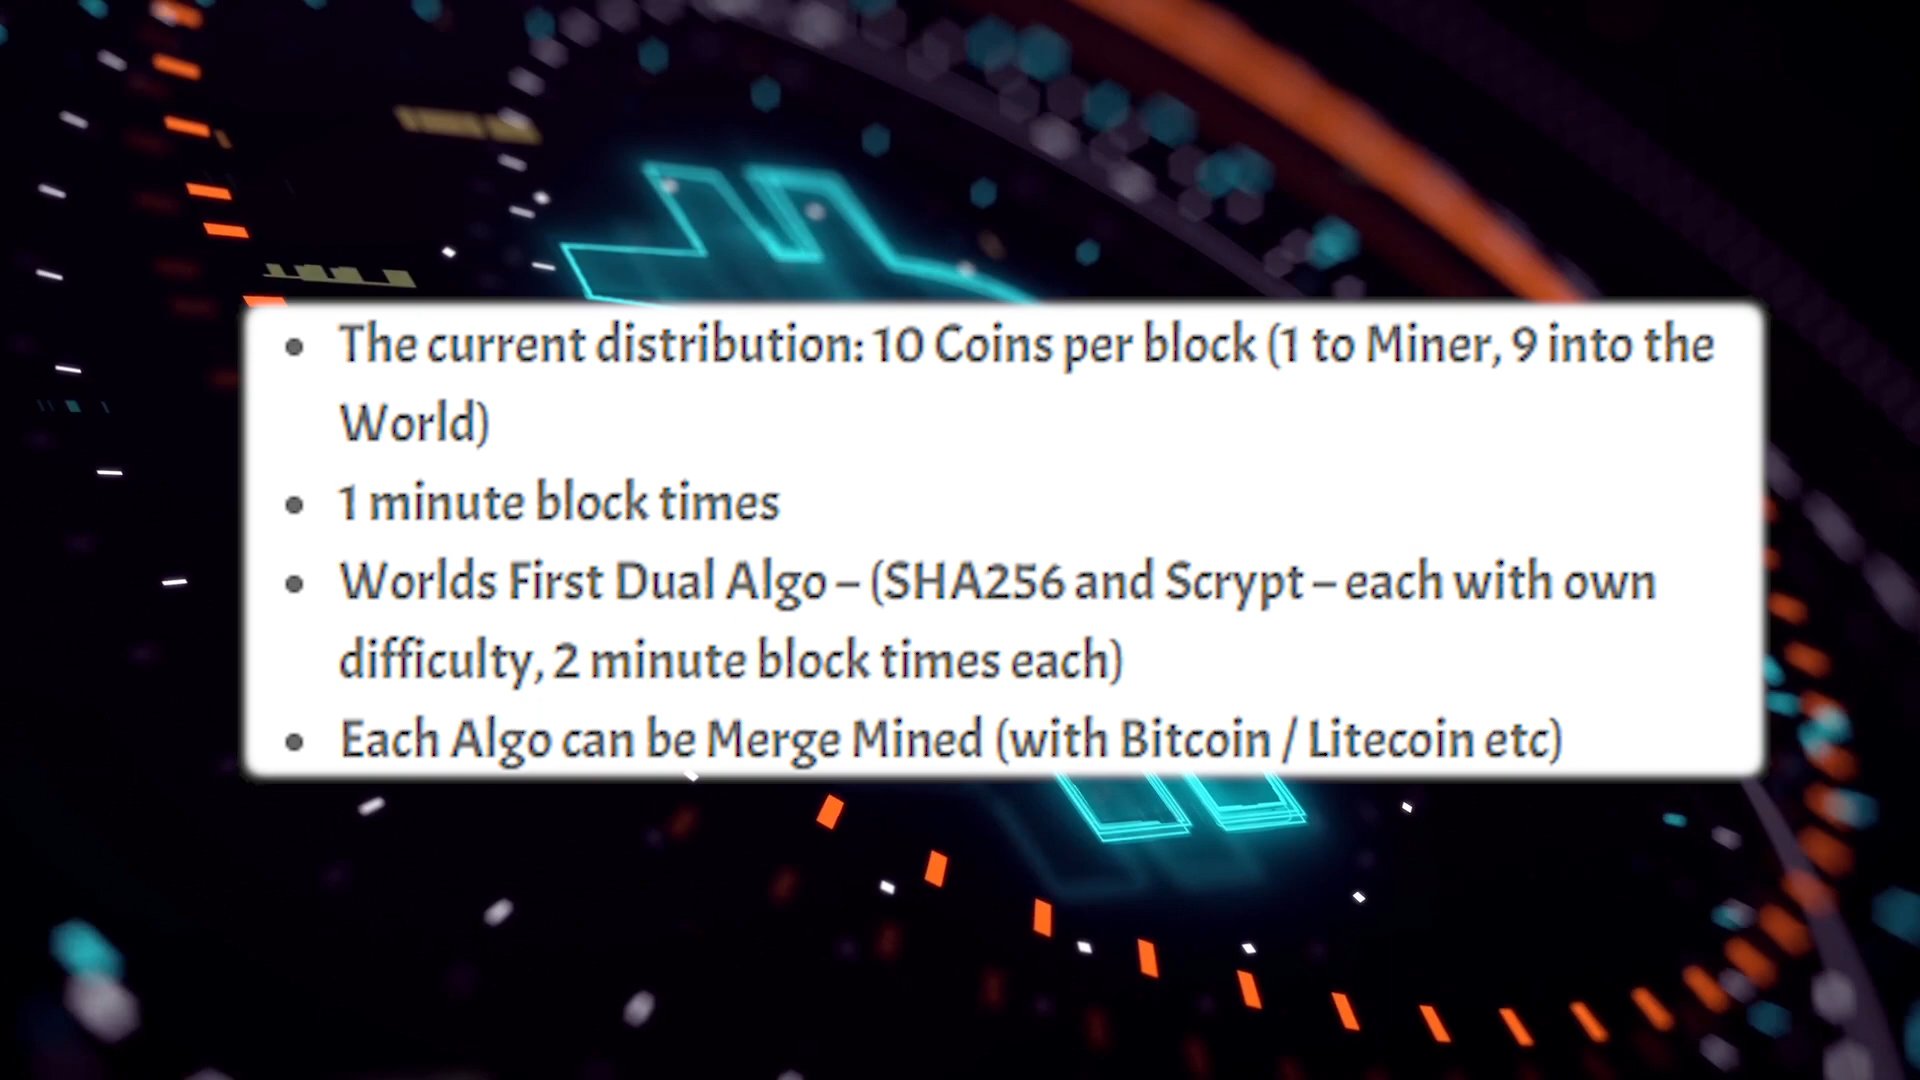 • The current distribution: 10 Coins per block (1 to Miner, 9 into the
World)
• 1 minute block times
• Worlds First Dual Algo – (SHA256 and Scrypt – each with own
difficulty, 2 minute block times each)
• Each Algo can be Merge Mined (with Bitcoin / Litecoin etc)